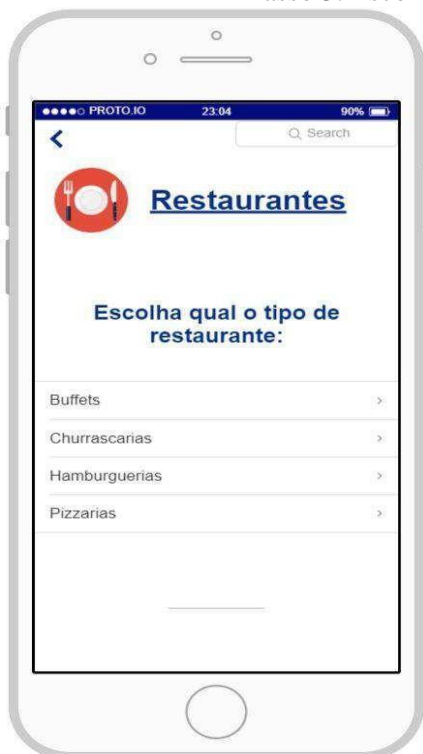 PROTO.IO 23:04 90%
Search
Restaurantes
Escolha qual o tipo de
restaurante:
Buffets
Churrascarias
Hamburguerias
Pizzarias